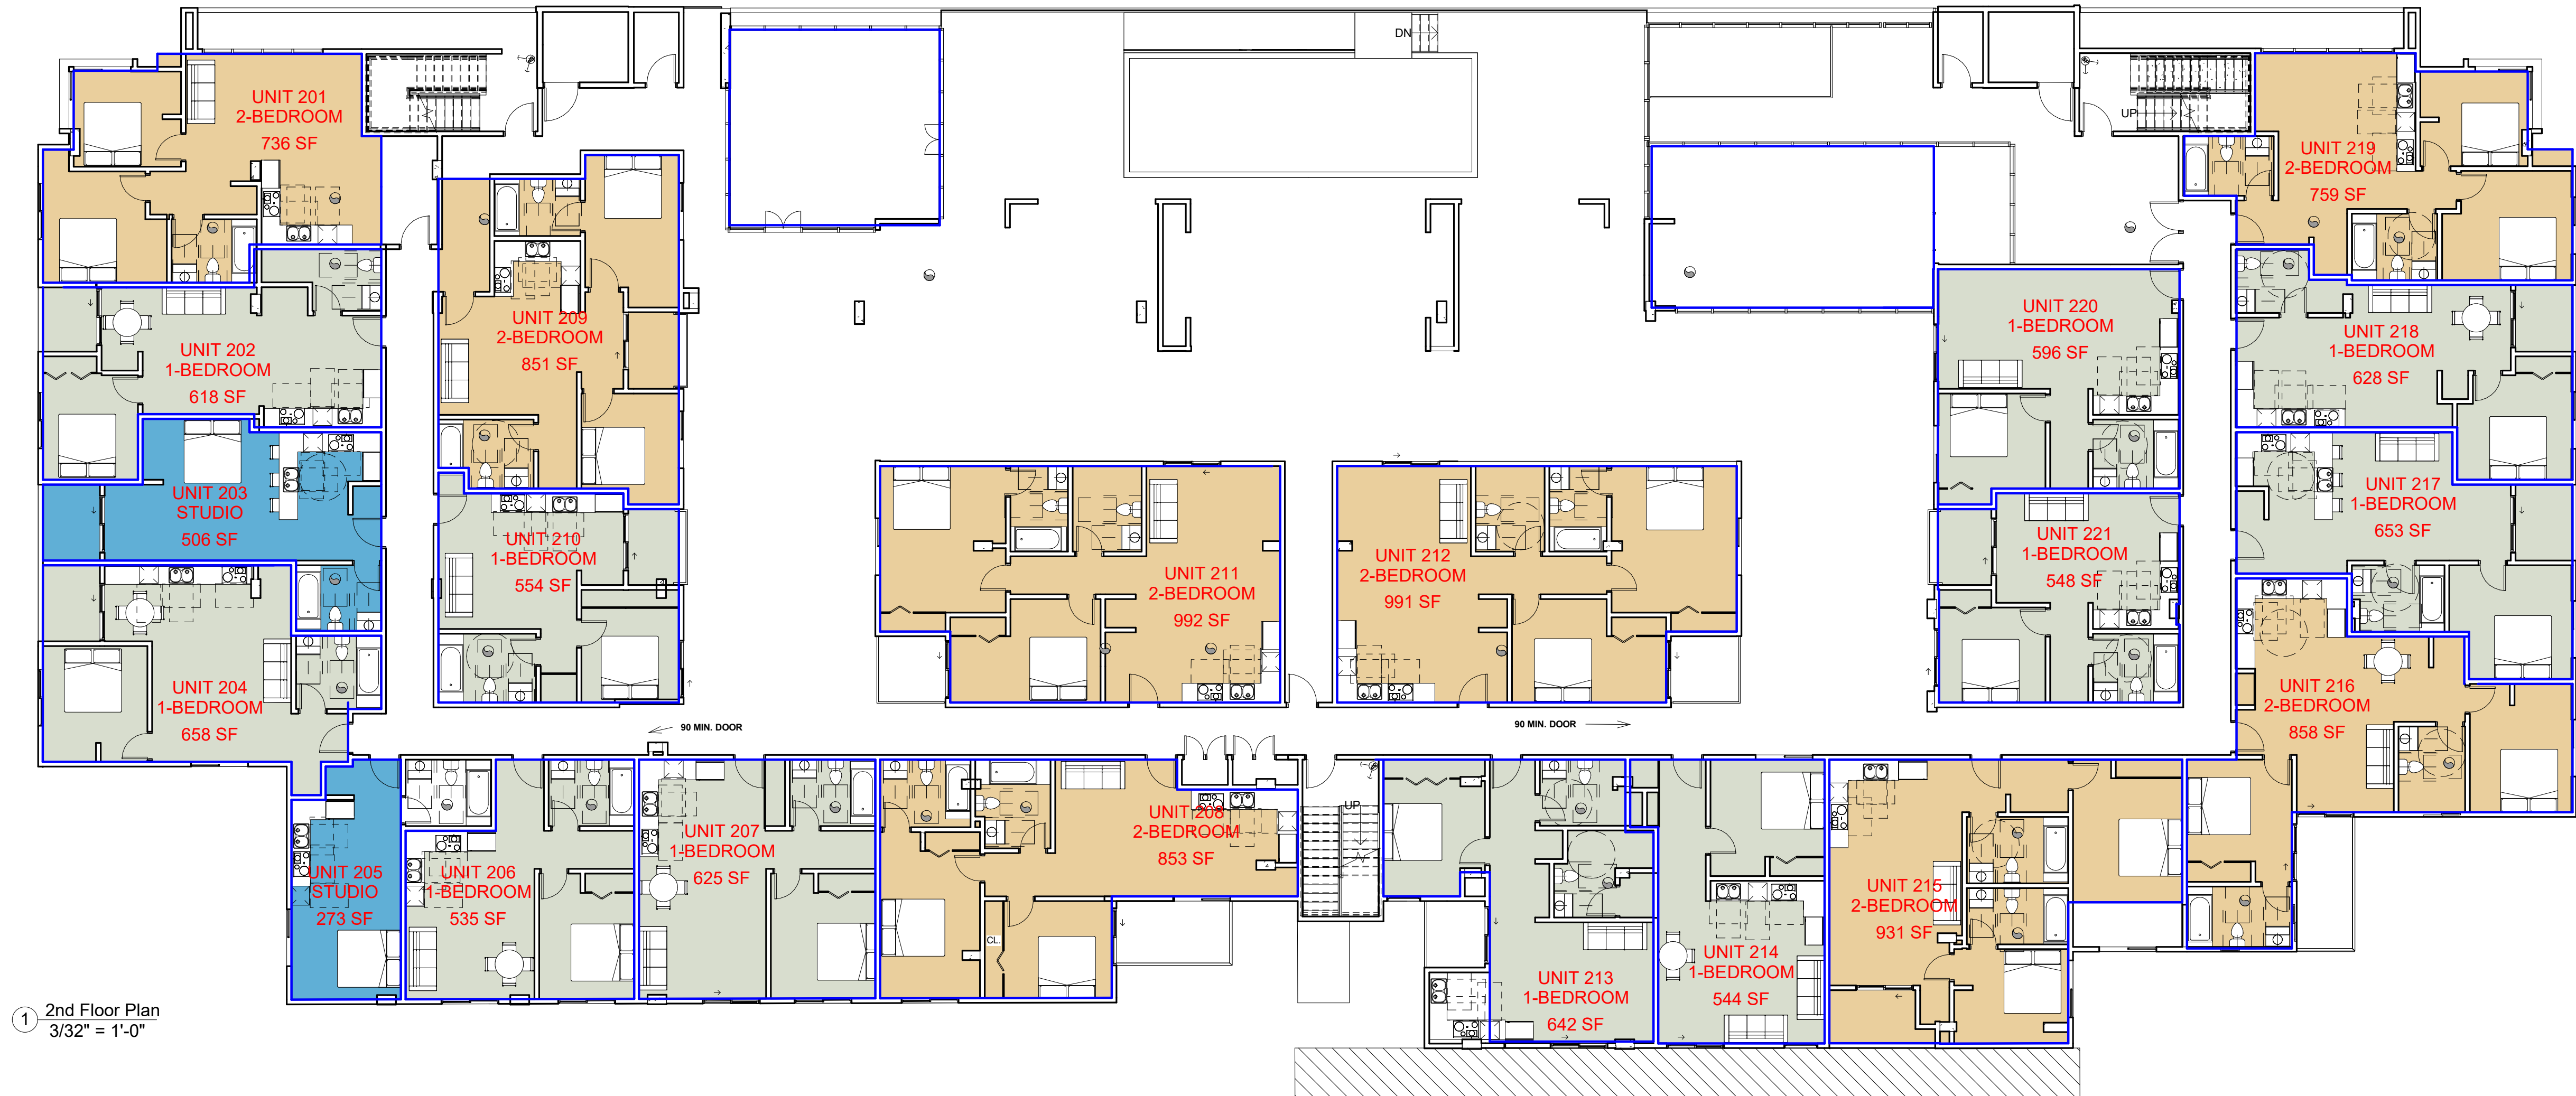 DN
UNIT 201
2-BEDROOM
736 SF
UP
UNIT 219
2-BEDROOM
759 SF
UNIT 202
1-BEDROOM
618 SF
UNIT 209
2-BEDROOM
851 SF
UNIT 220
1-BEDROOM
596 SF
UNIT 218
1-BEDROOM
628 SF
UNIT 203
STUDIO
506 SF
UNIT 210
1-BEDROOM
554 SF
UNIT 211
2-BEDROOM
992 SF
UNIT 212
2-BEDROOM
991 SF
UNIT 221
1-BEDROOM
548 SF
UNIT 217
1-BEDROOM
653 SF
UNIT 204
1-BEDROOM
658 SF
UNIT 216
2-BEDROOM
858 SF
90 MIN. DOOR
90 MIN. DOOR
UNIT 205
STUDIO
273 SF
UNIT 206
1-BEDROOM
535 SF
UNIT 207
1-BEDROOM
625 SF
UNIT 208
2-BEDROOM
853 SF
UP
CL.
UNIT 213
1-BEDROOM
642 SF
UNIT 214
1-BEDROOM
544 SF
UNIT 215
2-BEDROOM
931 SF
1 2nd Floor Plan
3/32" = 1'-0"